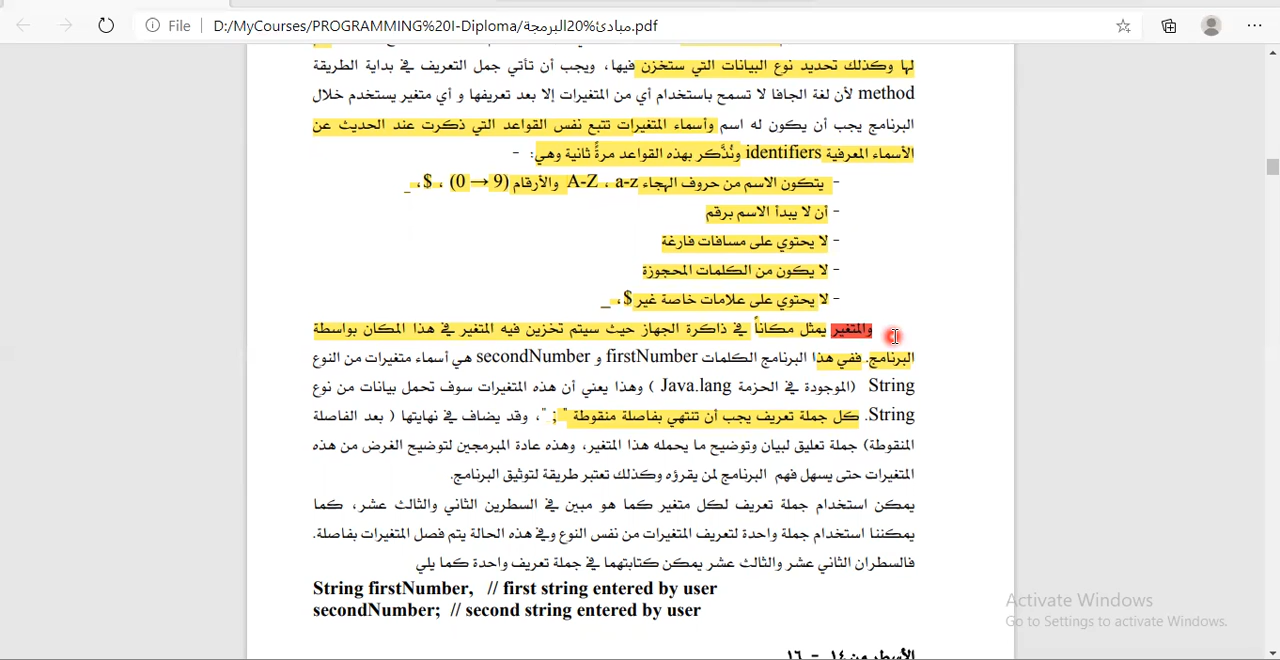 File
D:/MyCourses/PROGRAMMING%20I-Diploma/مبادئ%20البرمجة.pdf
لها وكذلك تحديد نوع البيانات التي ستخزن فيها، ويجب أن تأتي جمل التعريف في بداية الطريقة
method لأن لغة الجافا لا تسمح باستخدام أي من المتغيرات إلا بعد تعريفها و أي متغير يستخدم خلال
البرنامج يجب أن يكون له اسم وأسماء المتغيرات تتبع نفس القواعد التي ذكرت عند الحديث عن
الأسماء المعرفية identifiers ونُذَّكر بهذه القواعد مرةً ثانية وهي: -
- يتكون الاسم من حروف الهجاء A-Z ، a-z والأرقام (0 → 9) ، $، _
- أن لا يبدأ الاسم برقم
- لا يحتوي على مسافات فارغة
- لا يكون من الكلمات المحجوزة
- لا يحتوي على علامات خاصة غير $، _
والمتغير يمثل مكاناً في ذاكرة الجهاز حيث سيتم تخزين فيه المتغير في هذا المكان بواسطة
البرنامج. ففي هذا البرنامج الكلمات firstNumber و secondNumber هي أسماء متغيرات من النوع
String (الموجودة في الحزمة Java.lang ) وهذا يعني أن هذه المتغيرات سوف تحمل بيانات من نوع
String. كل جملة تعريف يجب أن تنتهي بفاصلة منقوطة " ; "، وقد يضاف في نهايتها ( بعد الفاصلة
المنقوطة) جملة تعليق لبيان وتوضيح ما يحمله هذا المتغير، وهذه عادة المبرمجين لتوضيح الغرض من هذه
المتغيرات حتى يسهل فهم البرنامج لمن يقرؤه وكذلك تعتبر طريقة لتوثيق البرنامج.
يمكن استخدام جملة تعريف لكل متغير كما هو مبين في السطرين الثاني والثالث عشر، كما
يمكننا استخدام جملة واحدة لتعريف المتغيرات من نفس النوع وفي هذه الحالة يتم فصل المتغيرات بفاصلة.
فالسطران الثاني عشر والثالث عشر يمكن كتابتهما في جملة تعريف واحدة كما يلي
String firstNumber, // first string entered by user
secondNumber; // second string entered by user
Activate Windows
Go to Settings to activate Windows.
الأسطر من ١٤ - ١٦